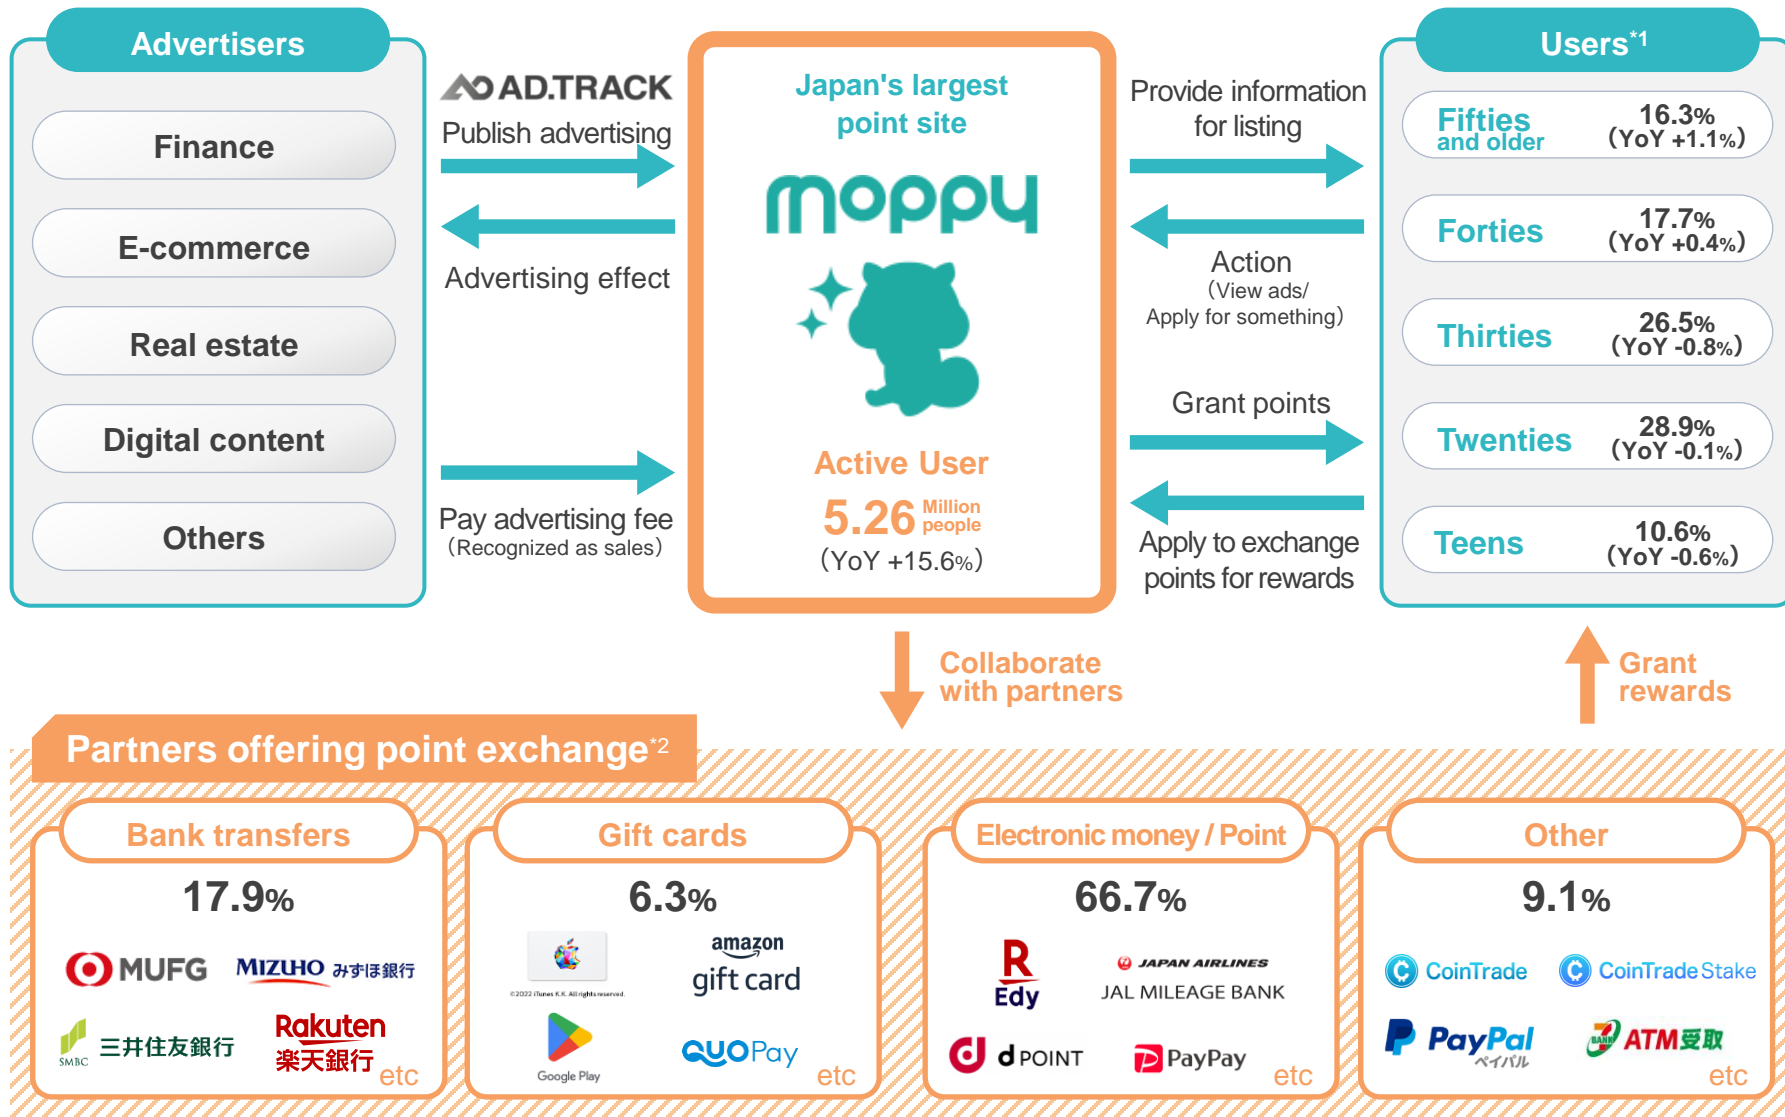 Advertisers
Finance
E-commerce
Real estate
Digital content
Others
AD.TRACK
Publish advertising
Advertising effect
Pay advertising fee
(Recognized as sales)
Japan's largest
point site
moppy
Active User
5.26 Million people
(YoY +15.6%)
Provide information
for listing
Action
(View ads/
Apply for something)
Grant points
Apply to exchange
points for rewards
Users*1
Fifties and older 16.3% (YoY +1.1%)
Forties 17.7% (YoY +0.4%)
Thirties 26.5% (YoY -0.8%)
Twenties 28.9% (YoY -0.1%)
Teens 10.6% (YoY -0.6%)
Collaborate
with partners
Grant
rewards
Partners offering point exchange*2
Bank transfers
17.9%
MUFG
MIZUHO みずほ銀行
SMBC 三井住友銀行
Rakuten
楽天銀行
etc
Gift cards
6.3%
©2022 iTunes K.K. All rights reserved.
amazon
gift card
Google Play
QUOPay
etc
Electronic money / Point
66.7%
R
Edy
JAPAN AIRLINES
JAL MILEAGE BANK
d d POINT
PayPay
etc
Other
9.1%
CoinTrade
CoinTrade Stake
PayPal
ペイパル
7 BANK ATM受取
etc